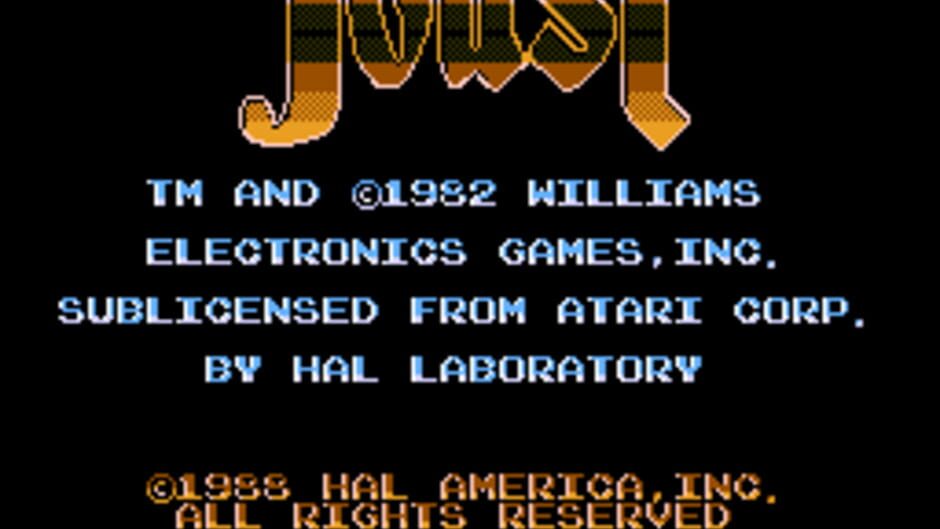 Joust
TM AND ©1982 WILLIAMS
ELECTRONICS GAMES,INC.
SUBLICENSED FROM ATARI CORP.
BY HAL LABORATORY
©1988 HAL AMERICA,INC.
ALL RIGHTS RESERVED